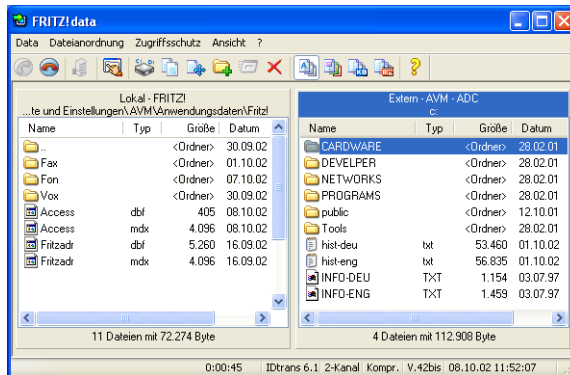 FRITZ!data
Data Dateianordnung Zugriffsschutz Ansicht ?
Lokal - FRITZ!
...te und Einstellungen\AVM\Anwendungsdaten\Fritz!
Name Typ Größe Datum
.. <Ordner> 30.09.02
Fax <Ordner> 01.10.02
Fon <Ordner> 07.10.02
Vox <Ordner> 30.09.02
Access dbf 405 08.10.02
Access mdx 4.096 08.10.02
Fritzadr dbf 5.260 16.09.02
Fritzadr mdx 4.096 16.09.02
11 Dateien mit 72.274 Byte
Extern - AVM - ADC
c:
Name Typ Größe Datum
CARDWARE <Ordner> 28.02.01
DEVELPER <Ordner> 28.02.01
NETWORKS <Ordner> 28.02.01
PROGRAMS <Ordner> 28.02.01
public <Ordner> 12.10.01
Tools <Ordner> 28.02.01
hist-deu txt 53.460 01.10.02
hist-eng txt 56.835 01.10.02
INFO-DEU TXT 1.154 03.07.97
INFO-ENG TXT 1.459 03.07.97
4 Dateien mit 112.908 Byte
0:00:45 IDtrans 6.1 2-Kanal Kompr. V.42bis 08.10.02 11:52:07